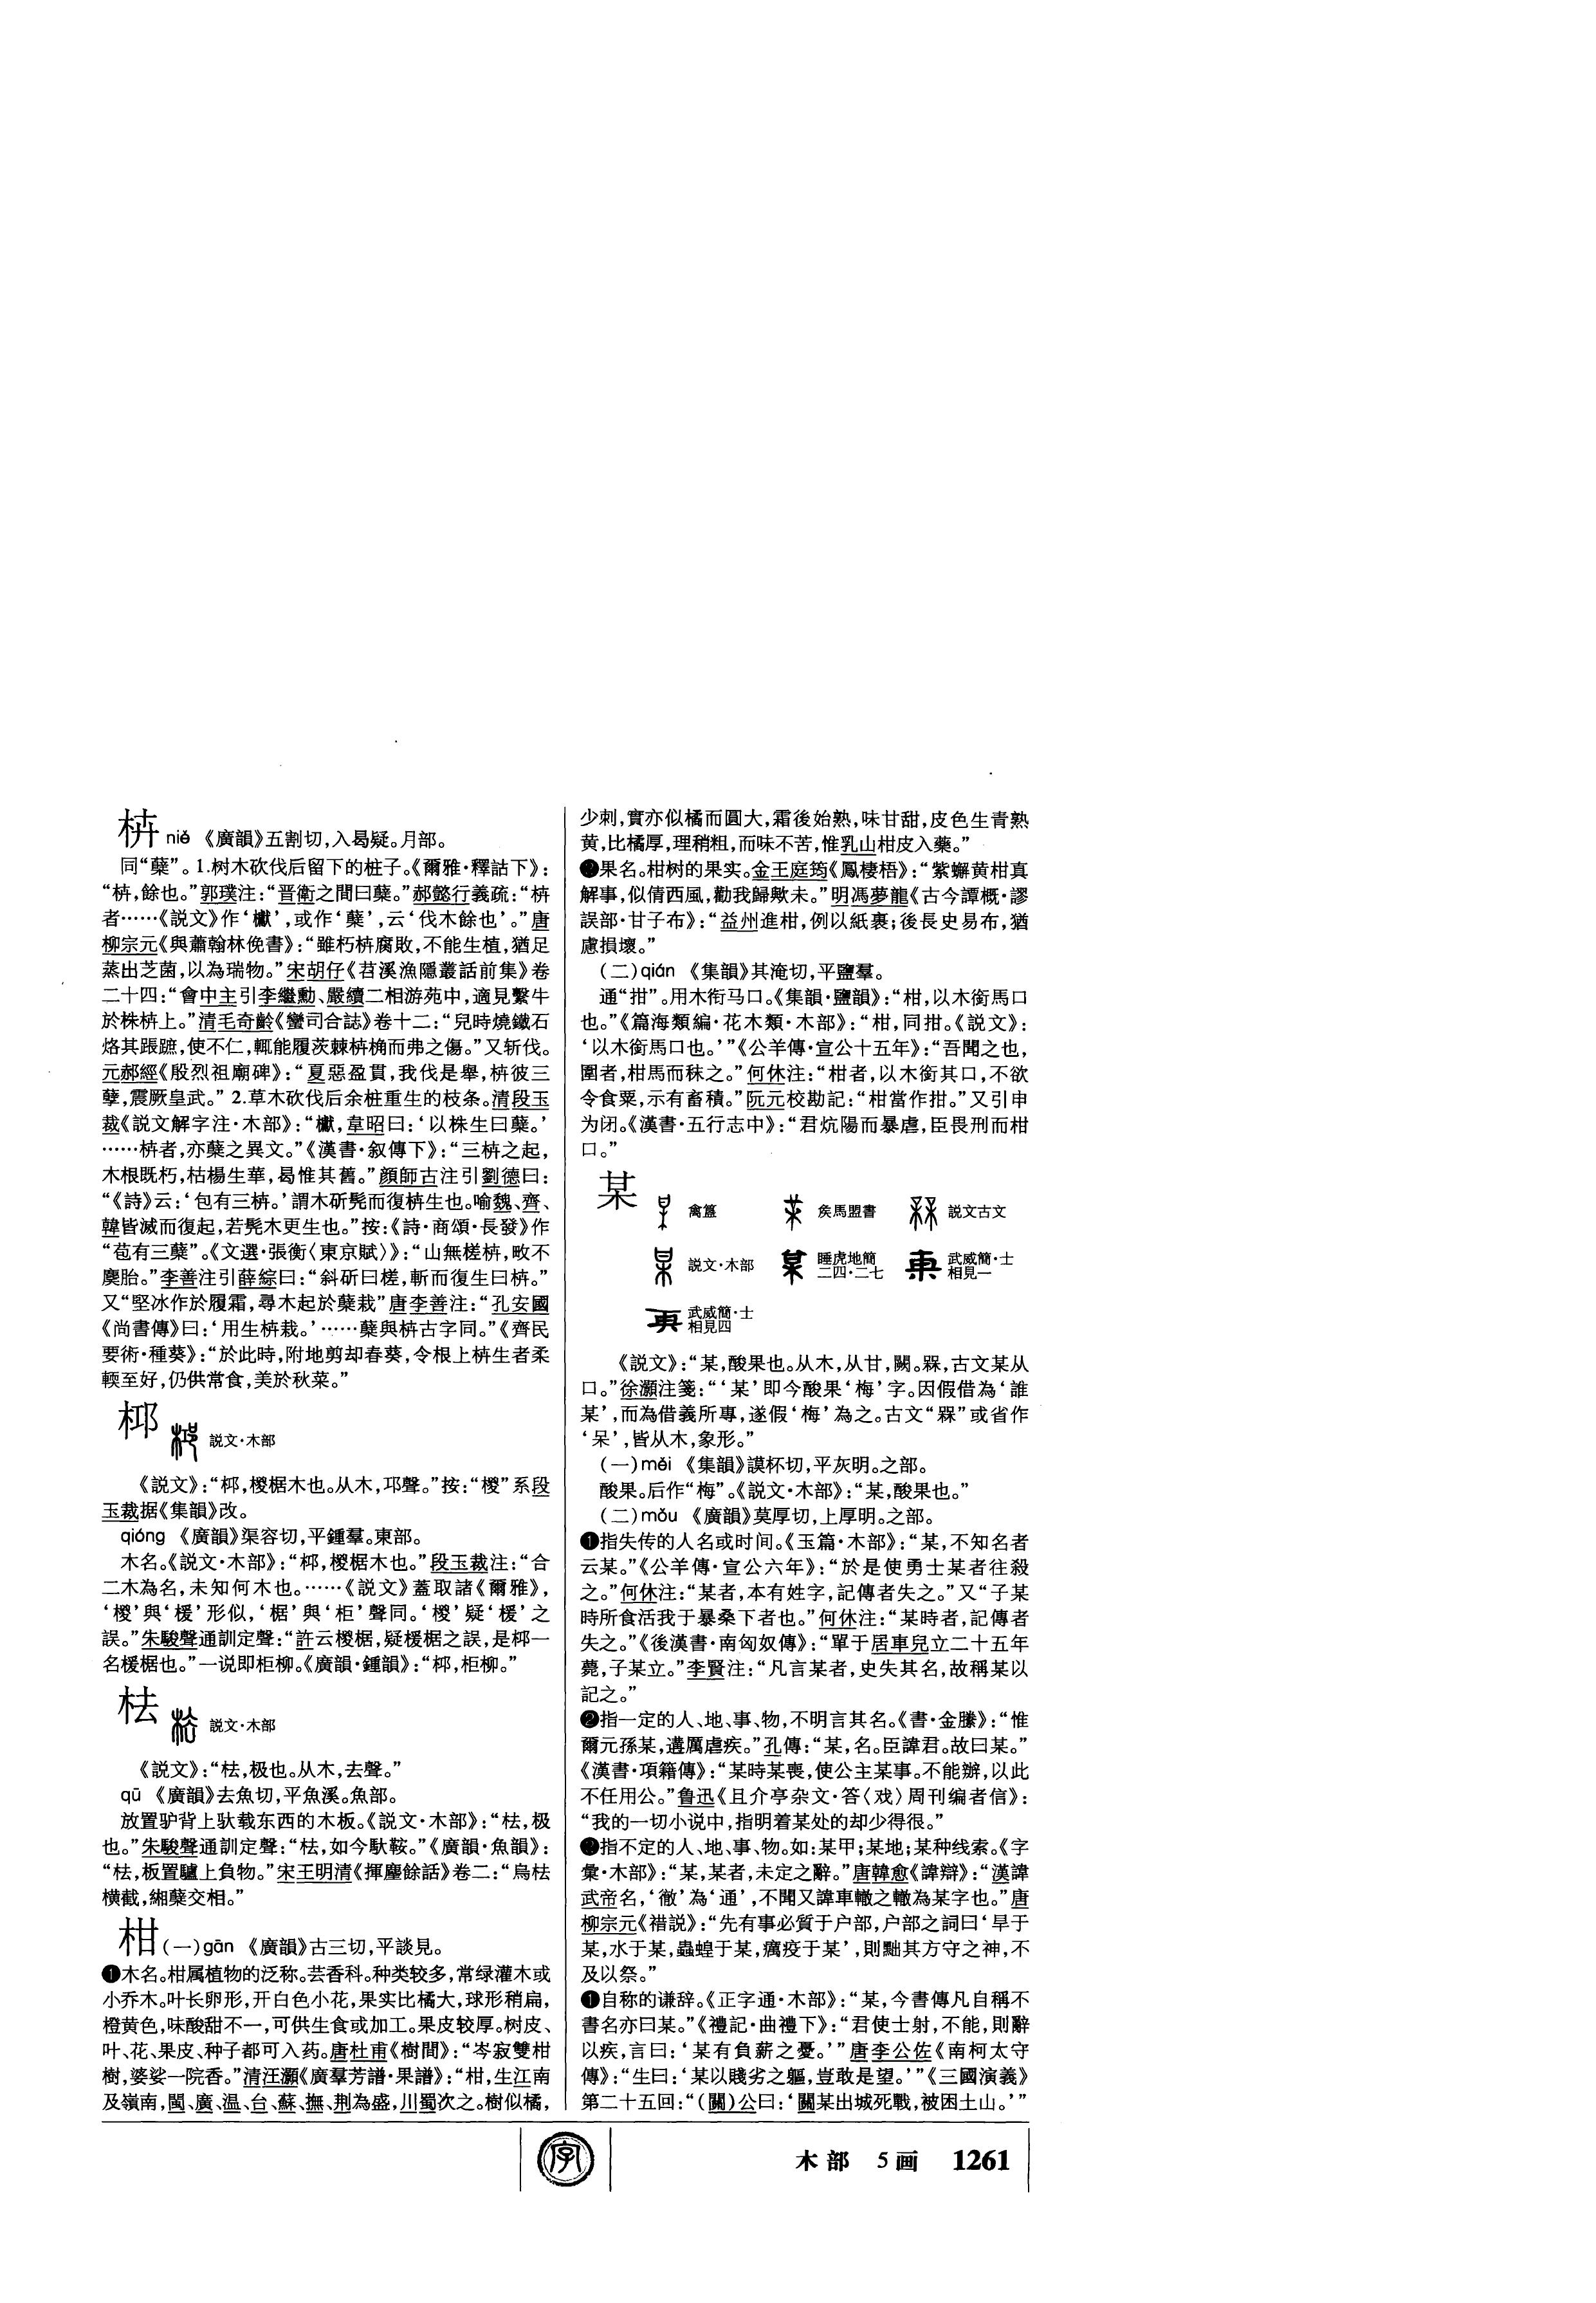 枿 niè 《廣韻》五割切,入曷疑。月部。
同“蘖”。1.树木砍伐后留下的桩子。《爾雅·釋詁下》:
“枿,餘也。”郭璞注:“晋衛之間曰蘖。”郝懿行義疏:“枿
者……《説文》作‘櫱’,或作‘蘖’,云‘伐木餘也’。”唐
柳宗元《與蕭翰林俛書》:“雖朽枿腐敗,不能生植,猶足
蒸出芝菌,以為瑞物。”宋胡仔《苕溪漁隱叢話前集》卷
二十四:“會中主引李繼勳、嚴續二相游苑中,適見繫牛
於株枿上。”清毛奇齡《蠻司合誌》卷十二:“兒時燒鐵石
烙其跟蹠,使不仁,輒能履茨棘枿桷而弗之傷。”又斩伐。
元郝經《殷烈祖廟碑》:“夏惡盈貫,我伐是舉,枿彼三
孽,震厥皇武。” 2.草木砍伐后余桩重生的枝条。清段玉
裁《説文解字注·木部》:“櫱,韋昭曰:‘以株生曰蘖。’
……枿者,亦蘖之異文。”《漢書·叙傳下》:“三枿之起,
木根既朽,枯楊生華,曷惟其舊。”顔師古注引劉德曰:
“《詩》云:‘包有三枿。’謂木斫髡而復枿生也。喻魏、齊、
韓皆滅而復起,若髡木更生也。”按:《詩·商頌·長發》作
“苞有三蘖”。《文選·張衡〈東京賦〉》:“山無槎枿,畋不
麌胎。”李善注引薛綜曰:“斜斫曰槎,斬而復生曰枿。”
又“堅冰作於履霜,尋木起於蘖栽”唐李善注:“孔安國
《尚書傳》曰:‘用生枿栽。’……蘖與枿古字同。”《齊民
要術·種葵》:“於此時,附地剪却春葵,令根上枿生者柔
輭至好,仍供常食,美於秋菜。”
桏 説文·木部
《説文》:“桏,椶椐木也。从木,邛聲。”按:“椶”系段
玉裁据《集韻》改。
qióng 《廣韻》渠容切,平鍾羣。東部。
木名。《説文·木部》:“桏,椶椐木也。”段玉裁注:“合
二木為名,未知何木也。……《説文》蓋取諸《爾雅》,
‘椶’與‘楥’形似,‘椐’與‘柜’聲同。‘椶’疑‘楥’之
誤。”朱駿聲通訓定聲:“許云椶椐,疑楥椐之誤,是桏一
名楥椐也。”一说即柜柳。《廣韻·鍾韻》:“桏,柜柳。”
枯 説文·木部
《説文》:“枯,极也。从木,去聲。”
qū 《廣韻》去魚切,平魚溪。魚部。
放置驴背上驮载东西的木板。《説文·木部》:“枯,极
也。”朱駿聲通訓定聲:“枯,如今馱鞍。”《廣韻·魚韻》:
“枯,板置驢上負物。”宋王明清《揮麈餘話》卷二:“烏枯
横截,緗蘖交相。”
柑 (一)gān 《廣韻》古三切,平談見。
❶木名。柑属植物的泛称。芸香科。种类较多,常绿灌木或
小乔木。叶长卵形,开白色小花,果实比橘大,球形稍扁,
橙黄色,味酸甜不一,可供生食或加工。果皮较厚。树皮、
叶、花、果皮、种子都可入药。唐杜甫《樹間》:“岑寂雙柑
樹,婆娑一院香。”清汪灝《廣羣芳譜·果譜》:“柑,生江南
及嶺南,閩、廣、温、台、蘇、撫、荆為盛,川蜀次之。樹似橘,
少刺,實亦似橘而圓大,霜後始熟,味甘甜,皮色生青熟
黄,比橘厚,理稍粗,而味不苦,惟乳山柑皮入藥。”
❷果名。柑树的果实。金王庭筠《鳳棲梧》:“紫蠏黄柑真
解事,似倩西風,勸我歸歟未。”明馮夢龍《古今譚概·謬
誤部·甘子布》:“益州進柑,例以紙裹;後長史易布,猶
慮損壞。”
(二)qián 《集韻》其淹切,平鹽羣。
通“拑”。用木衔马口。《集韻·鹽韻》:“柑,以木銜馬口
也。”《篇海類編·花木類·木部》:“柑,同拑。《説文》:
‘以木銜馬口也。’”《公羊傳·宣公十五年》:“吾聞之也,
圍者,柑馬而秣之。”何休注:“柑者,以木銜其口,不欲
令食粟,示有畜積。”阮元校勘記:“柑當作拑。”又引申
为闭。《漢書·五行志中》:“君炕陽而暴虐,臣畏刑而柑
口。”
某
禽簋 矦馬盟書 説文古文
説文·木部 睡虎地簡二四·二七 武威簡·士相見一
武威簡·士相見四
《説文》:“某,酸果也。从木,从甘,闕。槑,古文某从
口。”徐灝注箋:“‘某’即今酸果‘梅’字。因假借為‘誰
某’,而為借義所專,遂假‘梅’為之。古文“槑”或省作
‘呆’,皆从木,象形。”
(一)méi 《集韻》謨杯切,平灰明。之部。
酸果。后作“梅”。《説文·木部》:“某,酸果也。”
(二)mǒu 《廣韻》莫厚切,上厚明。之部。
❶指失传的人名或时间。《玉篇·木部》:“某,不知名者
云某。”《公羊傳·宣公六年》:“於是使勇士某者往殺
之。”何休注:“某者,本有姓字,記傳者失之。”又“子某
時所食活我于暴桑下者也。”何休注:“某時者,記傳者
失之。”《後漢書·南匈奴傳》:“單于居車兒立二十五年
薨,子某立。”李賢注:“凡言某者,史失其名,故稱某以
記之。”
❷指一定的人、地、事、物,不明言其名。《書·金縢》:“惟
爾元孫某,遘厲虐疾。”孔傳:“某,名。臣諱君。故曰某。”
《漢書·項籍傳》:“某時某喪,使公主某事。不能辦,以此
不任用公。”鲁迅《且介亭杂文·答〈戏〉周刊编者信》:
“我的一切小说中,指明着某处的却少得很。”
❸指不定的人、地、事、物。如:某甲;某地;某种线索。《字
彙·木部》:“某,某者,未定之辭。”唐韓愈《諱辯》:“漢諱
武帝名,‘徹’為‘通’,不聞又諱車轍之轍為某字也。”唐
柳宗元《䄍説》:“先有事必質于户部,户部之詞曰‘旱于
某,水于某,蟲蝗于某,癘疫于某’,則黜其方守之神,不
及以祭。”
❶自称的谦辞。《正字通·木部》:“某,今書傳凡自稱不
書名亦曰某。”《禮記·曲禮下》:“君使士射,不能,則辭
以疾,言曰:‘某有負薪之憂。’”唐李公佐《南柯太守
傳》:“生曰:‘某以賤劣之軀,豈敢是望。’”《三國演義》
第二十五回:“(關)公曰:‘關某出城死戰,被困土山。’”
字
木部 5画 1261